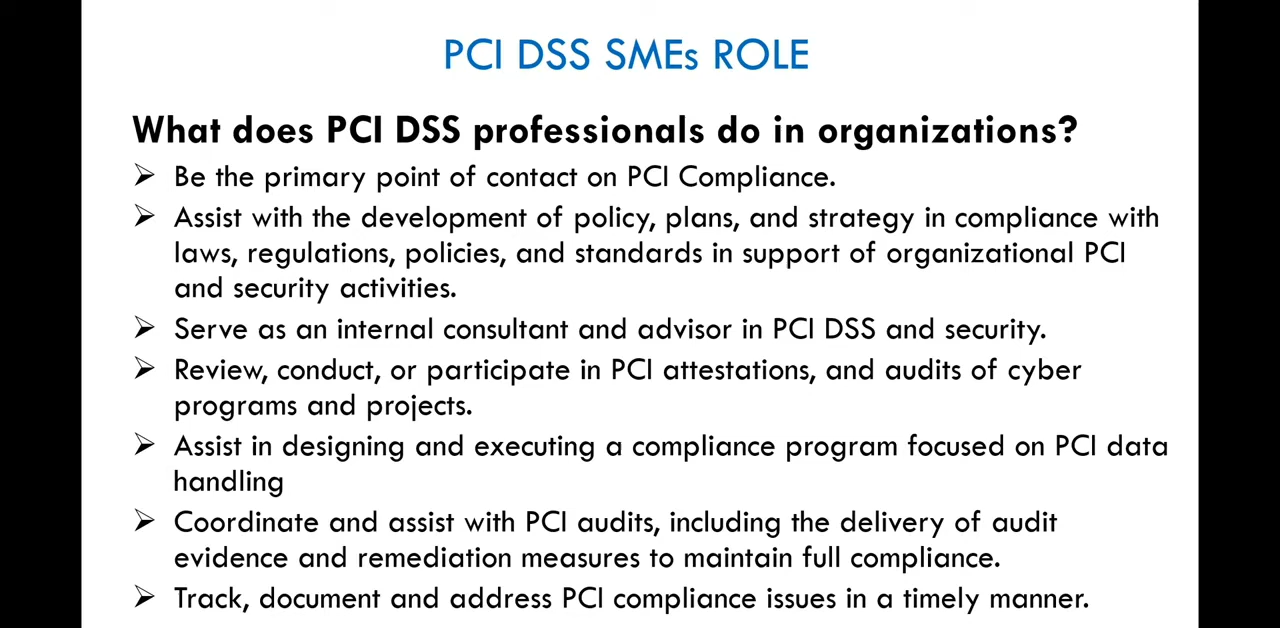 PCI DSS SMEs ROLE
What does PCI DSS professionals do in organizations?
➢ Be the primary point of contact on PCI Compliance.
➢ Assist with the development of policy, plans, and strategy in compliance with
laws, regulations, policies, and standards in support of organizational PCI
and security activities.
➢ Serve as an internal consultant and advisor in PCI DSS and security.
➢ Review, conduct, or participate in PCI attestations, and audits of cyber
programs and projects.
➢ Assist in designing and executing a compliance program focused on PCI data
handling
➢ Coordinate and assist with PCI audits, including the delivery of audit
evidence and remediation measures to maintain full compliance.
➢ Track, document and address PCI compliance issues in a timely manner.